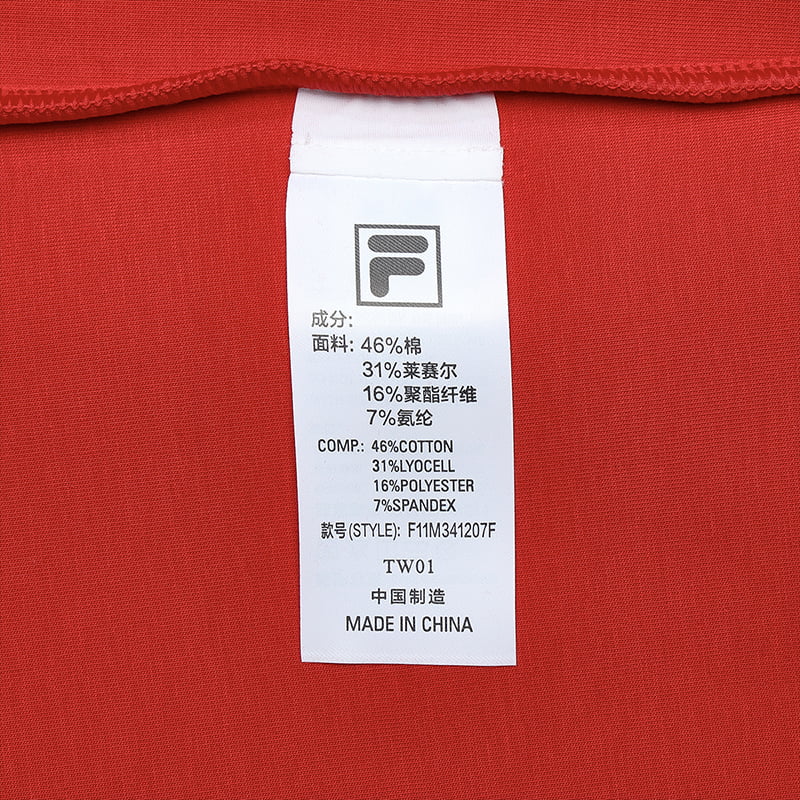 F
成分:
面料: 46%棉
31%莱赛尔
16%聚酯纤维
7%氨纶
COMP.: 46%COTTON
31%LYOCELL
16%POLYESTER
7%SPANDEX
款号(STYLE): F11M341207F
TW01
中国制造
MADE IN CHINA